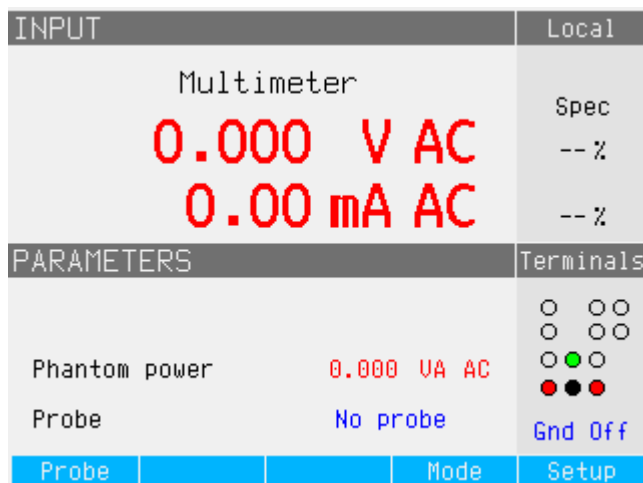 INPUT Local
Multimeter
Spec
0.000 V AC
-- %
0.00 mA AC
-- %
PARAMETERS Terminals
Phantom power 0.000 VA AC
Probe No probe
Gnd Off
Probe Mode Setup